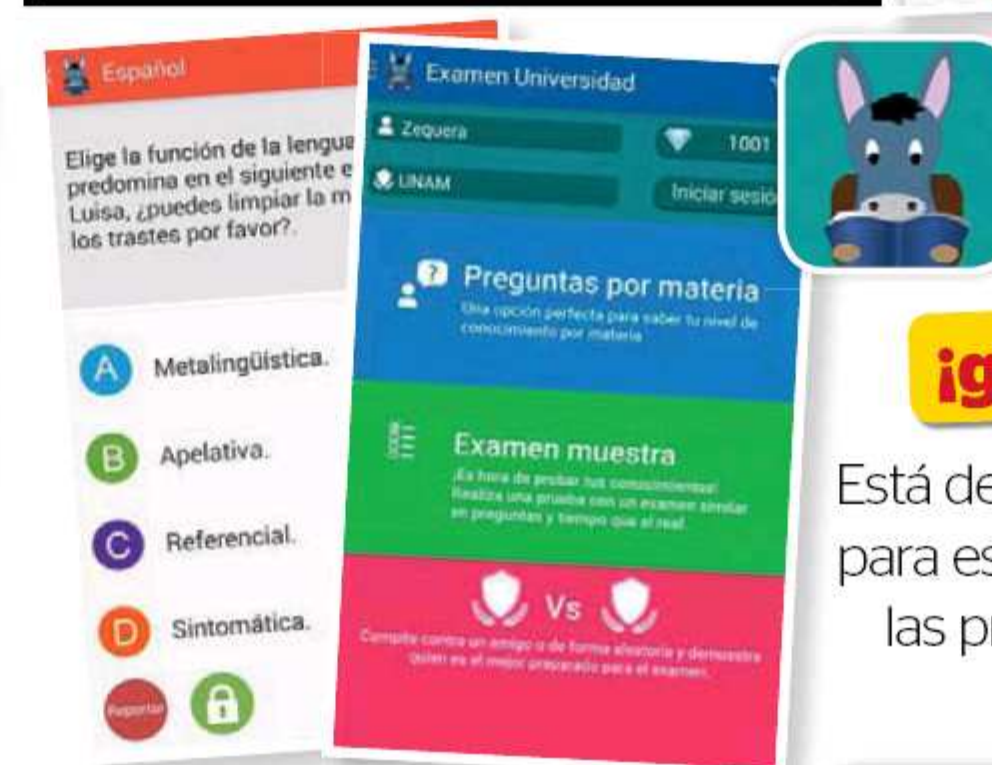 Español
Elige la función de la lengua
predomina en el siguiente e
Luisa, ¿puedes limpiar la m
los trastes por favor?.
A Metalingüística.
B Apelativa.
C Referencial.
D Sintomática.
Reportar
Examen Universidad
Zequera
1001
UNAM
Iniciar sesió
Preguntas por materia
Una opción perfecta para saber tu nivel de
conocimiento por materia
Examen muestra
¡Es hora de probar tus conocimientos!
Realiza una prueba con un examen similar
en preguntas y tiempo que el real.
Vs
Compite contra un amigo o de forma aleatoria y demuestra
quien es el mejor preparado para el examen.
¡g
Está de
para es
las pr